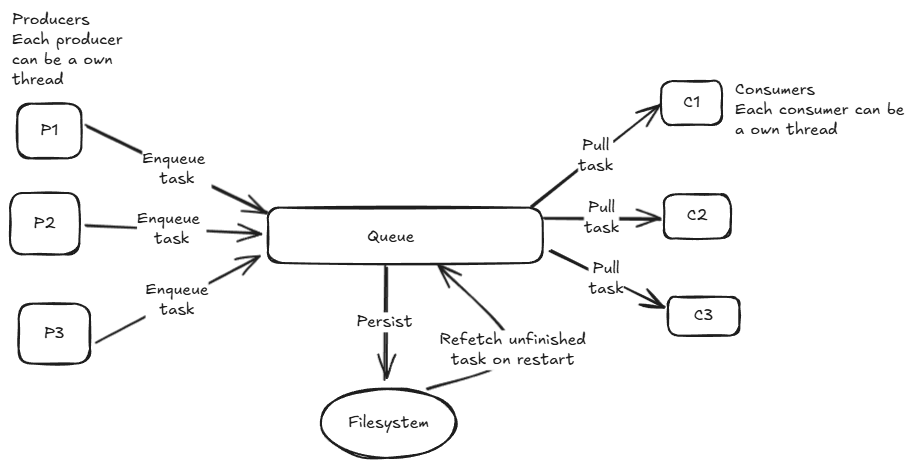 Producers
Each producer
can be a own
thread
P1
Enqueue
task
P2
Enqueue
task
P3
Enqueue
task
Queue
Persist
Refetch unfinished
task on restart
Filesystem
Pull
task
C1
Consumers
Each consumer can be
a own thread
Pull
task
C2
Pull
task
C3